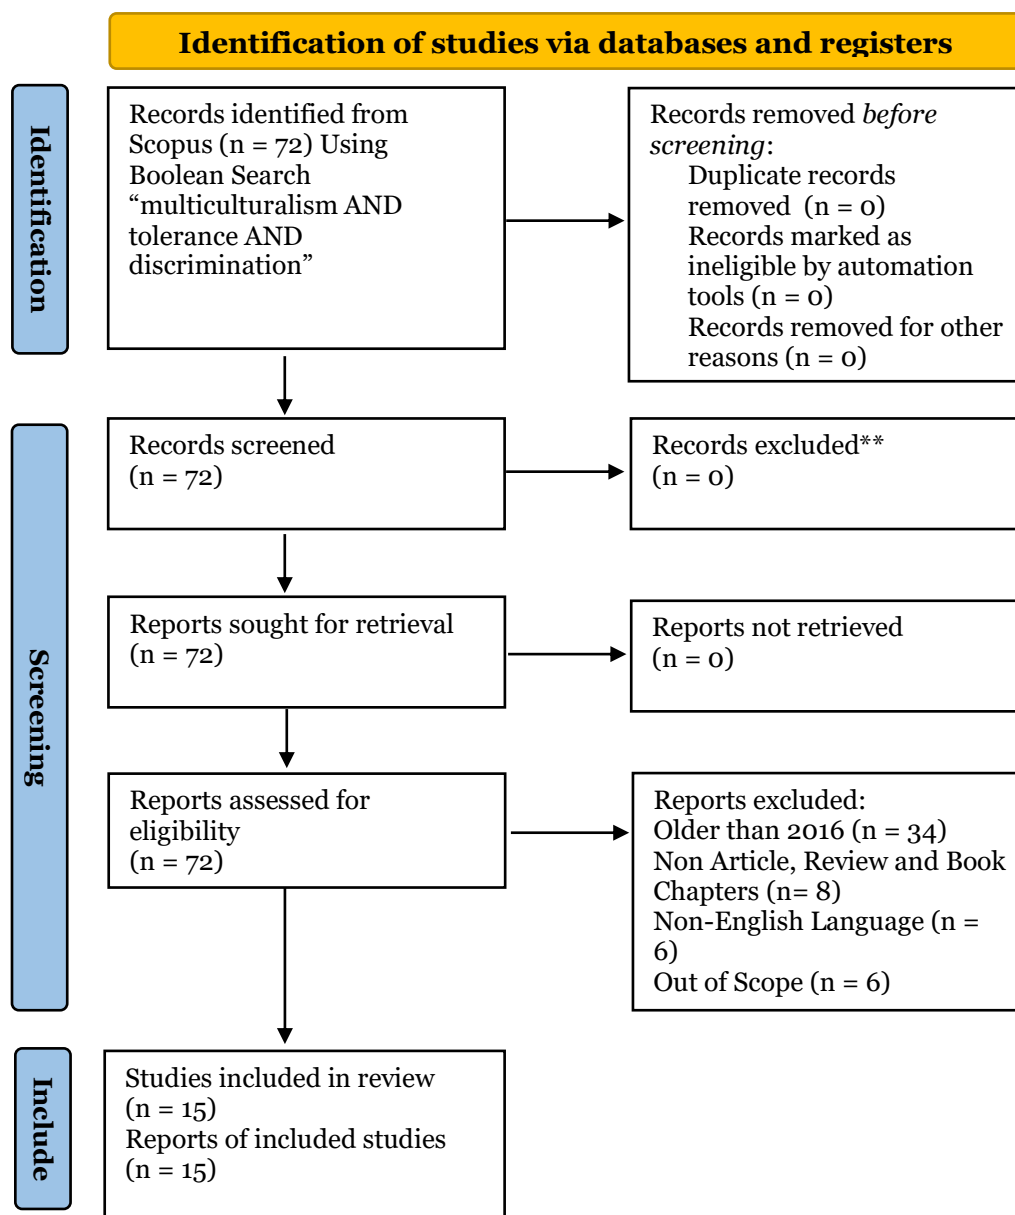 Identification of studies via databases and registers
Identification
Records identified from
Scopus (n = 72) Using
Boolean Search
“multiculturalism AND
tolerance AND
discrimination”
Records removed before
screening:
Duplicate records
removed  (n = 0)
Records marked as
ineligible by automation
tools (n = 0)
Records removed for other
reasons (n = 0)
Screening
Records screened
(n = 72)
Records excluded**
(n = 0)
Reports sought for retrieval
(n = 72)
Reports not retrieved
(n = 0)
Reports assessed for
eligibility
(n = 72)
Reports excluded:
Older than 2016 (n = 34)
Non Article, Review and Book
Chapters (n= 8)
Non-English Language (n =
6)
Out of Scope (n = 6)
Include
Studies included in review
(n = 15)
Reports of included studies
(n = 15)